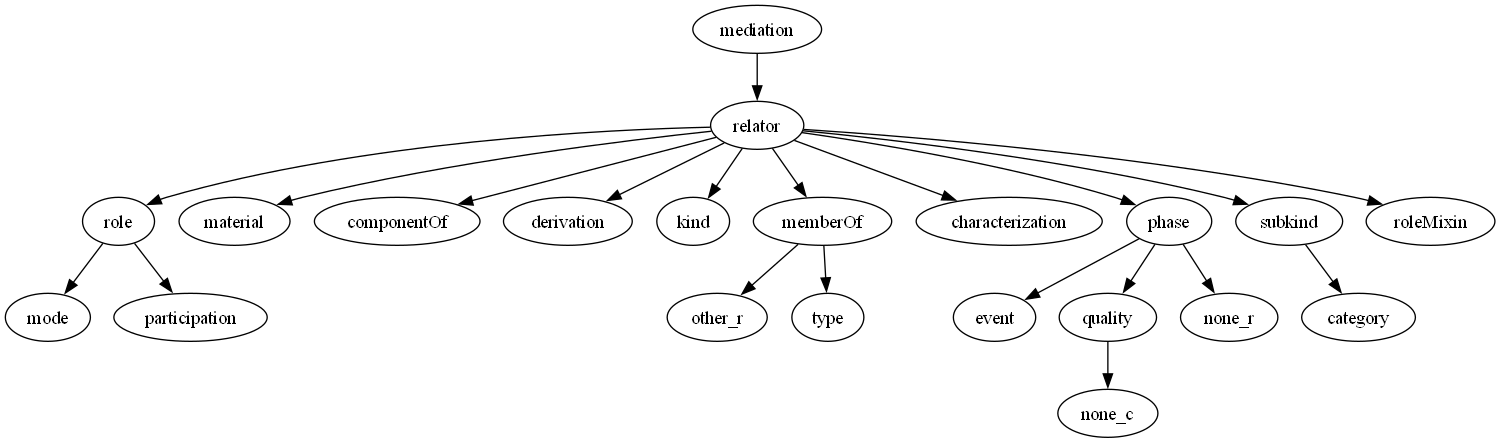 mediation
relator
role
material
componentOf
derivation
kind
memberOf
characterization
phase
subkind
roleMixin
mode
participation
other_r
type
event
quality
none_r
category
none_c